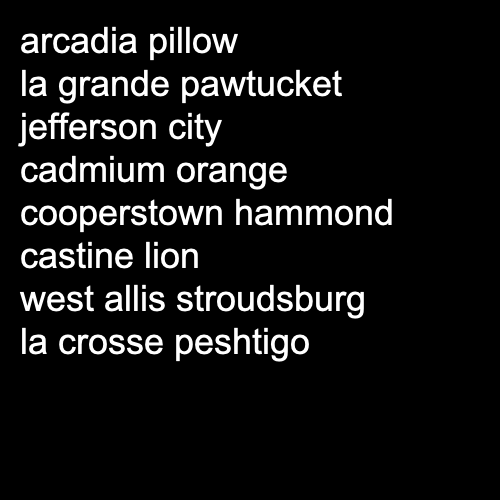 arcadia pillow
la grande pawtucket
jefferson city
cadmium orange
cooperstown hammond
castine lion
west allis stroudsburg
la crosse peshtigo